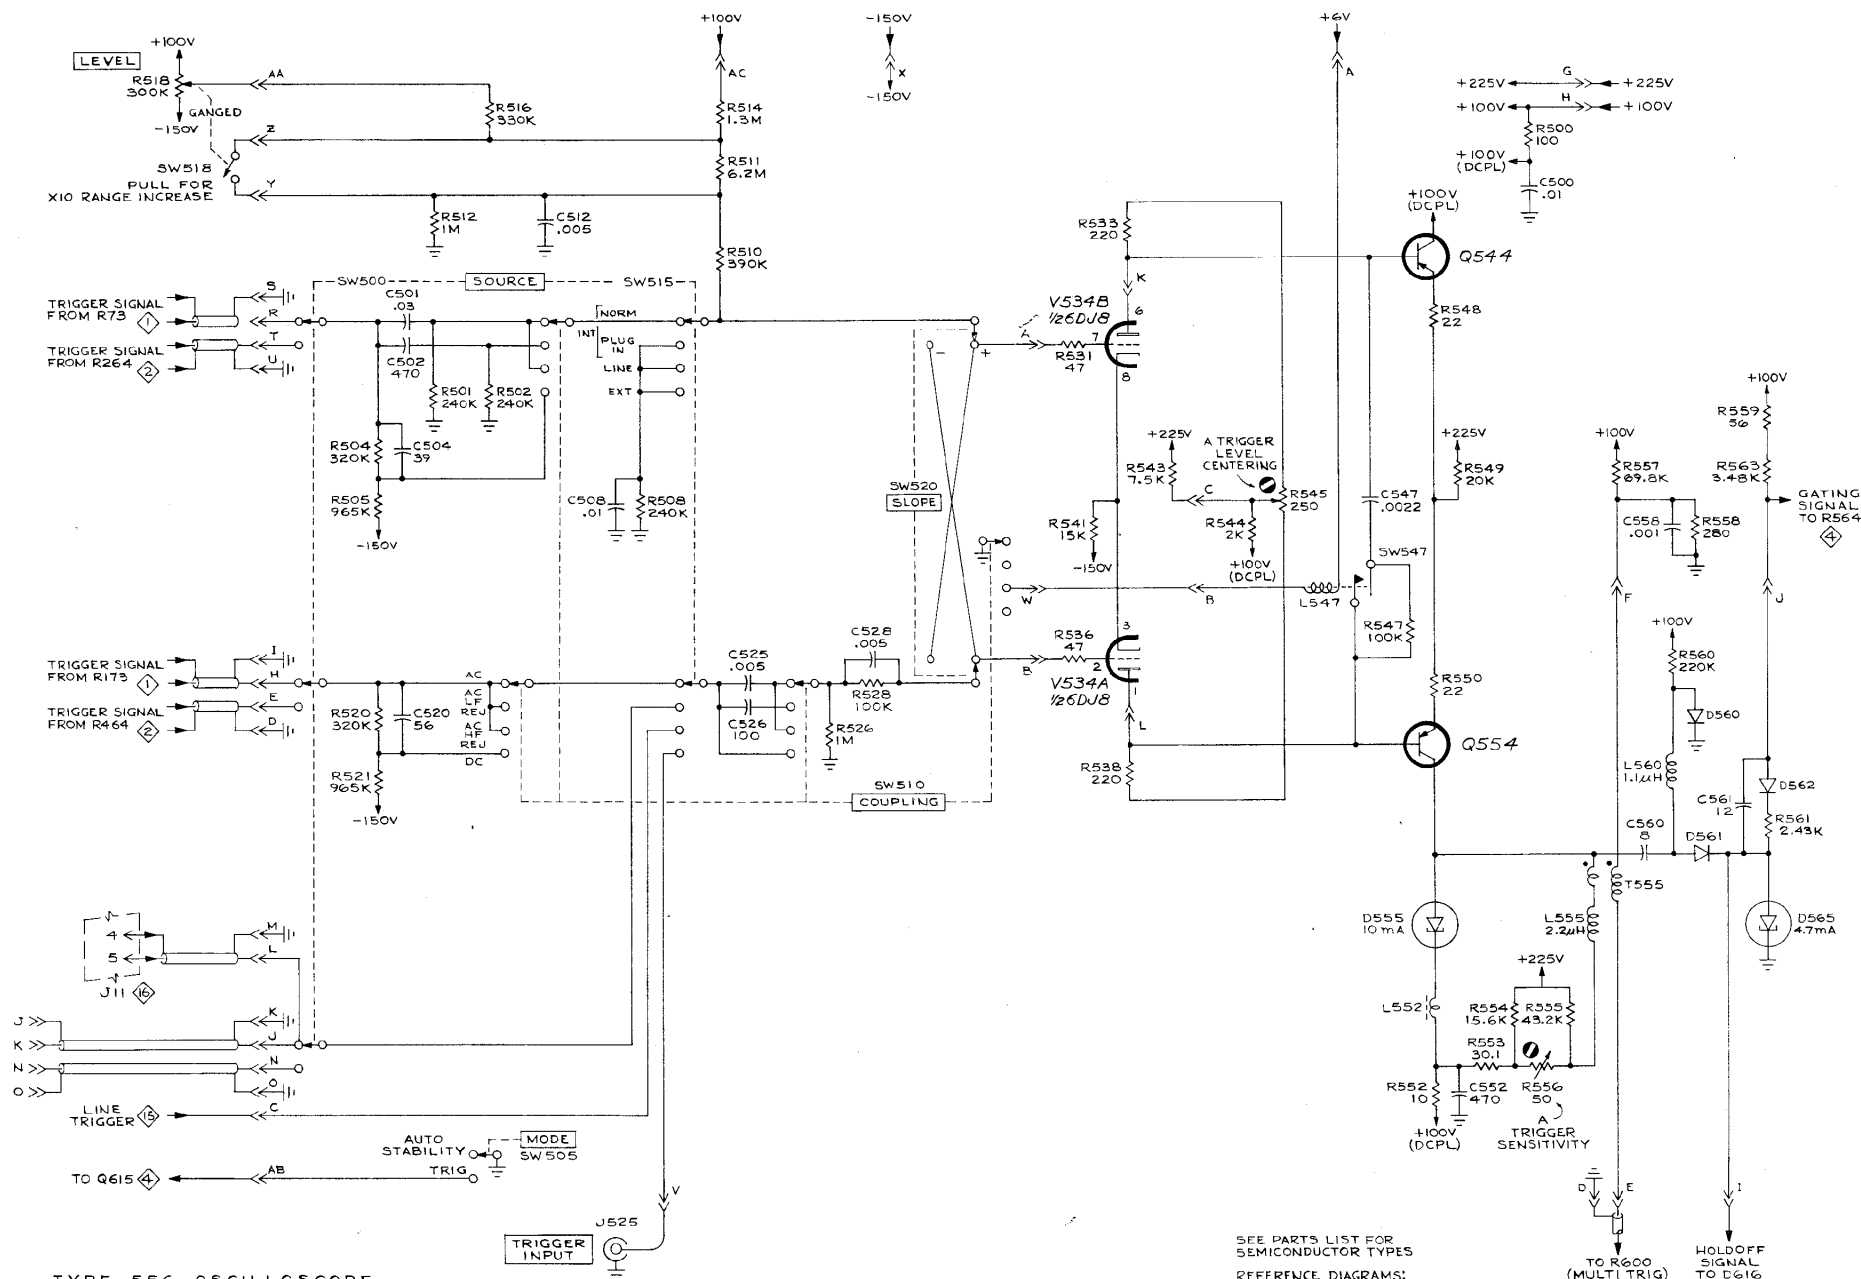 +100V
LEVEL
R518
300K
-150V
GANGED
AA
Z
SW518
PULL FOR
X10 RANGE INCREASE
Y
R516
330K
+100V
AC
R514
1.3M
R511
6.2M
R512
1M
C512
.005
R510
390K
-150V
X
-150V
+6V
A
+225V
G
+225V
+100V
H
+100V
R500
100
+100V
(DCPL)
C500
.01
SW500
SOURCE
SW515
TRIGGER SIGNAL
FROM R73
1
S
R
TRIGGER SIGNAL
FROM R264
2
T
U
C501
.03
C502
470
R501
240K
R502
240K
R504
320K
C504
39
R505
965K
-150V
INT
NORM
PLUG
IN
LINE
EXT
C508
.01
R508
240K
-
+
SW520
SLOPE
A
R531
47
R533
220
K
V534B
½6DJ8
6
7
8
+100V
(DCPL)
Q544
R548
22
+225V
R543
7.5K
C
A TRIGGER
LEVEL
CENTERING
R545
250
R544
2K
+100V
(DCPL)
R541
15K
-150V
C547
.0022
SW547
R547
100K
L547
W
B
+225V
R549
20K
R550
22
Q554
+100V
R557
69.8K
C558
.001
R558
280
F
+100V
R559
56
R563
3.48K
GATING
SIGNAL
TO R564
4
J
+100V
R560
220K
D560
L560
1.1µH
C561
12
D562
R561
2.43K
C560
8
D561
T555
D565
4.7mA
TRIGGER SIGNAL
FROM R173
1
I
H
TRIGGER SIGNAL
FROM R464
2
E
D
R520
320K
C520
56
R521
965K
-150V
AC
AC
LF
REJ
AC
HF
REJ
DC
C525
.005
C526
100
C528
.005
R528
100K
R526
1M
SW510
COUPLING
B
R536
47
3
2
1
V534A
½6DJ8
L
R538
220
D555
10mA
L555
2.2µH
+225V
L552
R554
15.6K
R555
43.2K
R553
30.1
R552
10
C552
470
R556
50
+100V
(DCPL)
A
TRIGGER
SENSITIVITY
4
5
J11
16
M
L
J
K
K
J
N
O
N
O
LINE
TRIGGER
15
C
AUTO
STABILITY
MODE
SW505
TRIG
TO Q615
4
AB
V
J525
TRIGGER
INPUT
D
E
TO R600
(MULTI TRIG)
I
HOLDOFF
SIGNAL
TO D616
SEE PARTS LIST FOR
SEMICONDUCTOR TYPES
REFERENCE DIAGRAMS:
TYPE 556 OSCILLOSCOPE